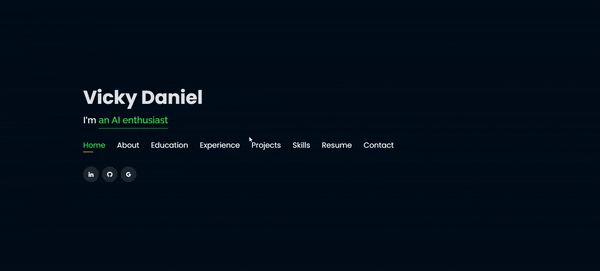 Vicky Daniel
I'm an AI enthusiast
Home About Education Experience Projects Skills Resume Contact
in G